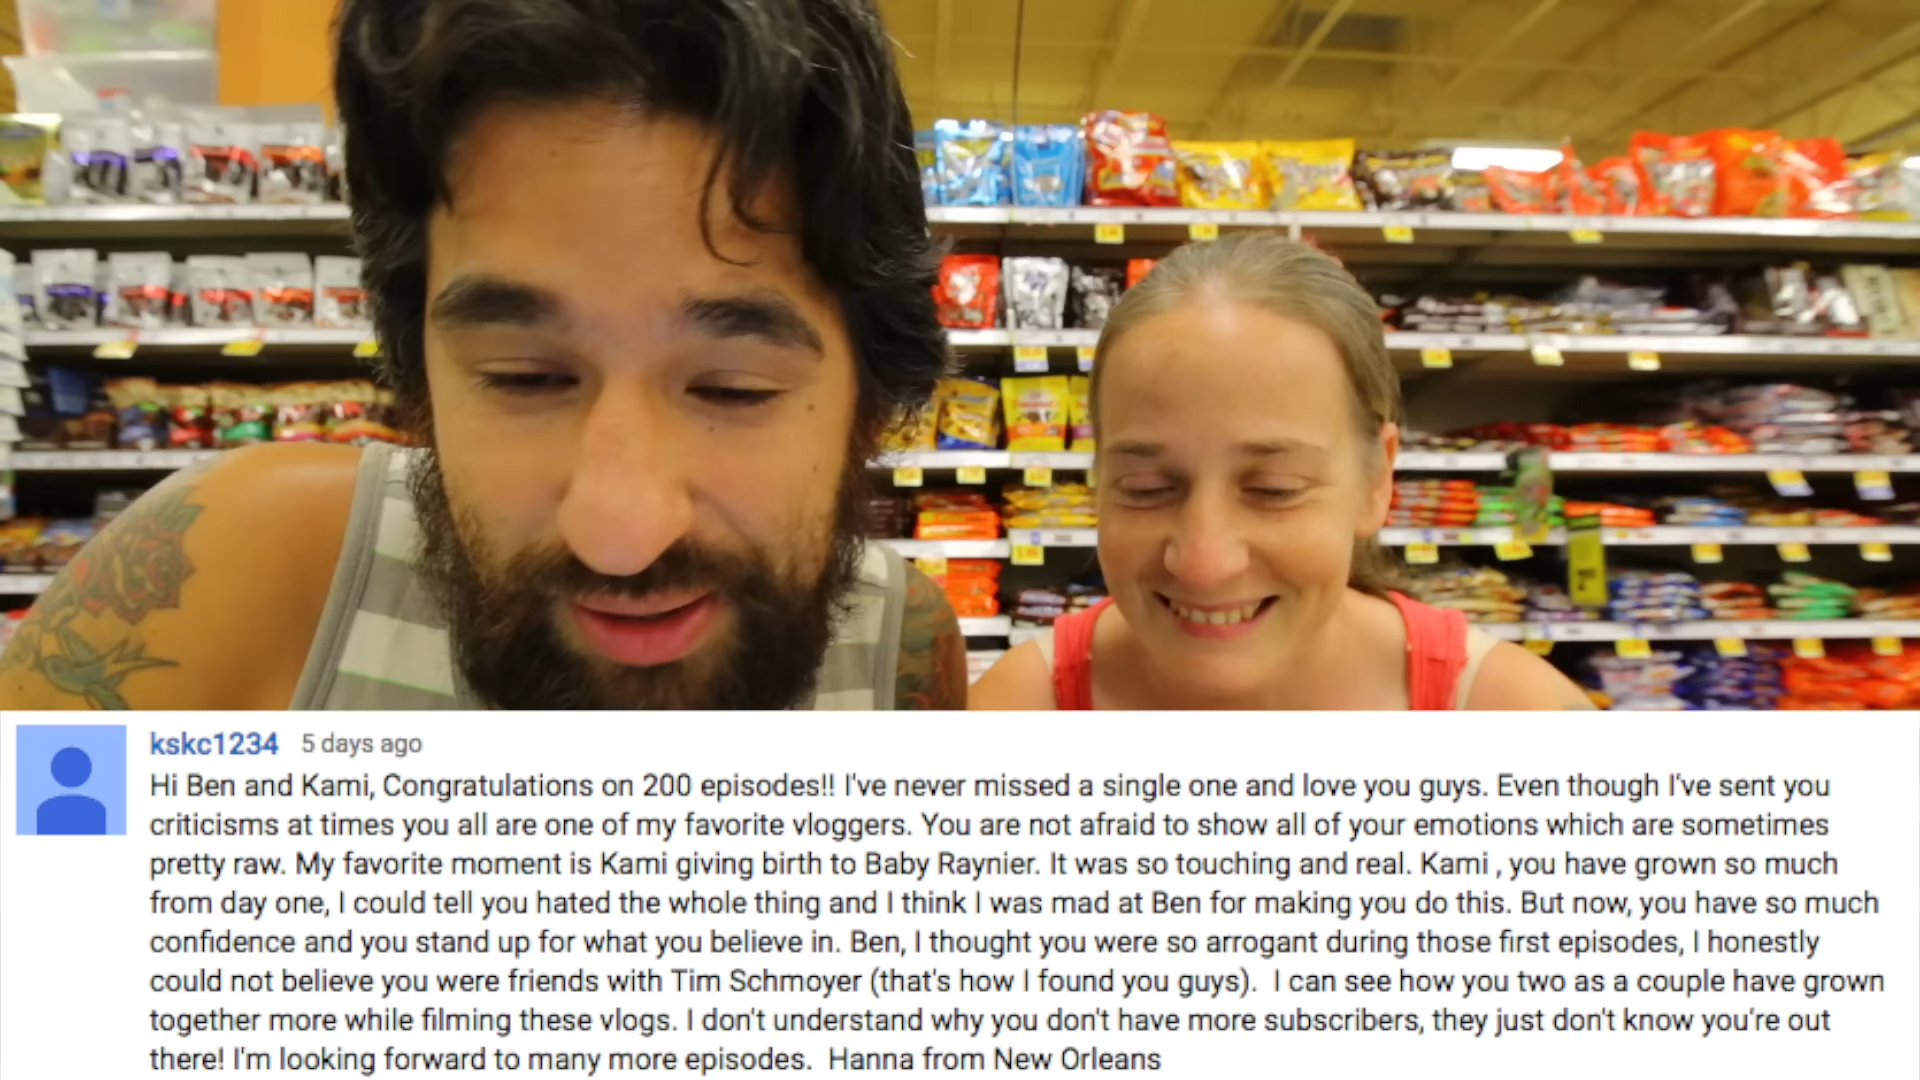 kskc1234 5 days ago
Hi Ben and Kami, Congratulations on 200 episodes!! I've never missed a single one and love you guys. Even though I've sent you
criticisms at times you all are one of my favorite vloggers. You are not afraid to show all of your emotions which are sometimes
pretty raw. My favorite moment is Kami giving birth to Baby Raynier. It was so touching and real. Kami , you have grown so much
from day one, I could tell you hated the whole thing and I think I was mad at Ben for making you do this. But now, you have so much
confidence and you stand up for what you believe in. Ben, I thought you were so arrogant during those first episodes, I honestly
could not believe you were friends with Tim Schmoyer (that's how I found you guys).  I can see how you two as a couple have grown
together more while filming these vlogs. I don't understand why you don't have more subscribers, they just don't know you're out
there! I'm looking forward to many more episodes.  Hanna from New Orleans